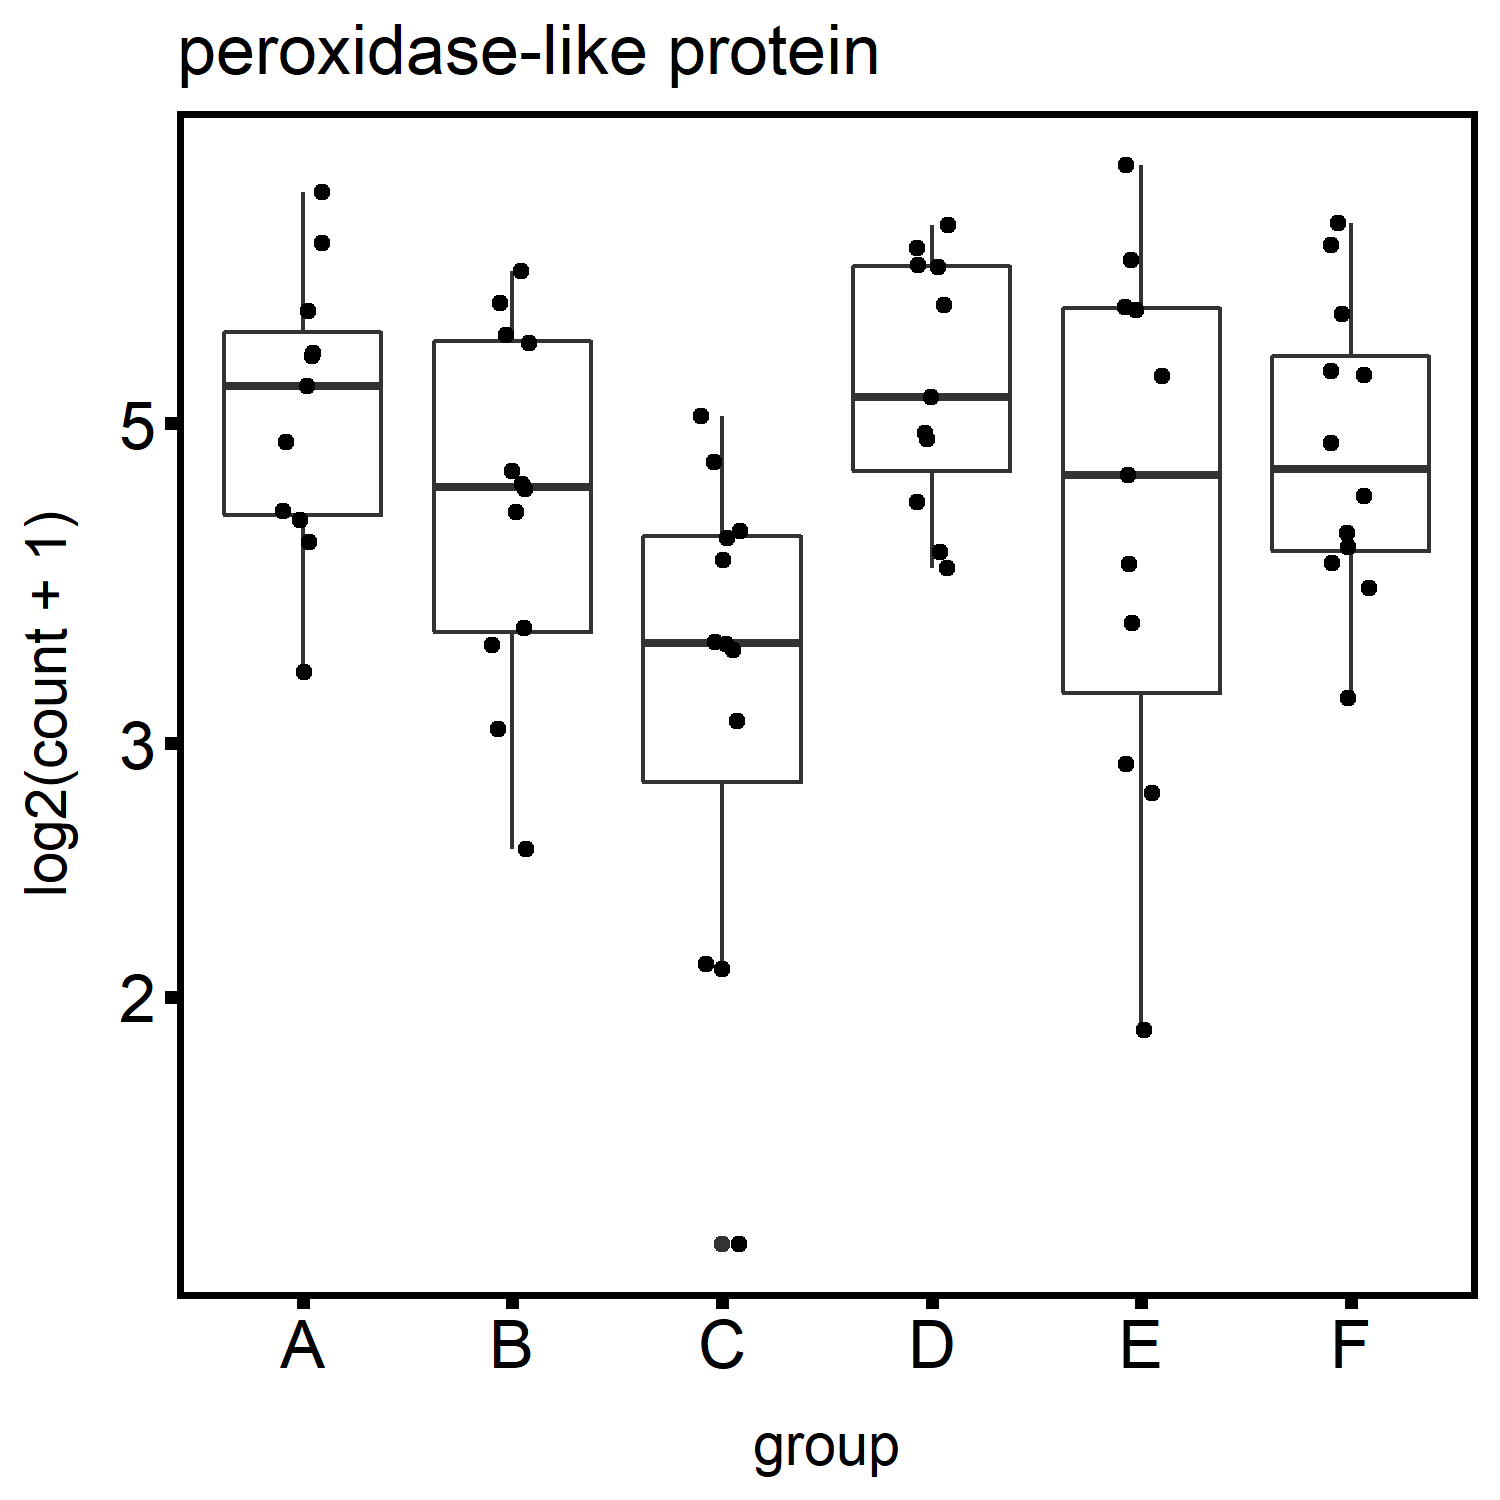 peroxidase-like protein
log2(count + 1)
5
3
2
A B C D E F
group